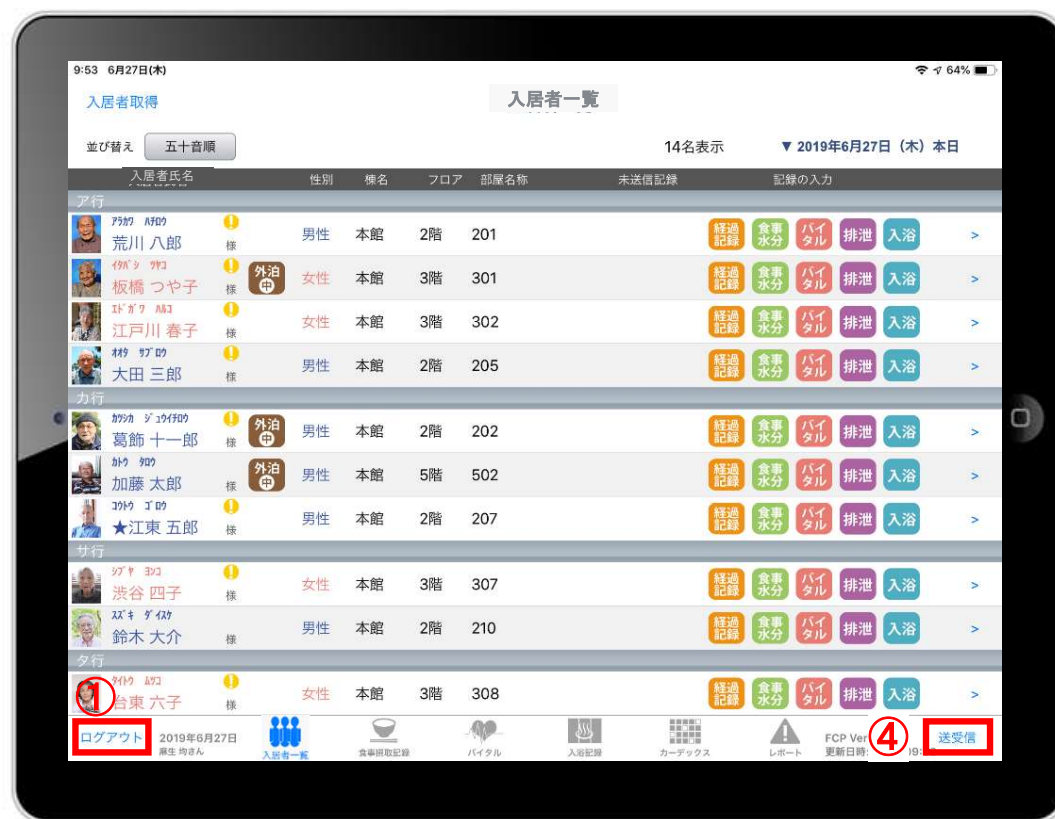 9:53 6月27日(木) 64%
入居者取得 入居者一覧
並び替え 五十音順 14名表示 ▼ 2019年6月27日（木）本日
入居者氏名 性別 棟名 フロア 部屋名称 未送信記録 記録の入力
ア行
アラカワ ハチロウ
荒川 八郎 様 男性 本館 2階 201 経過記録 食事水分 バイタル 排泄 入浴 >
イタバシ ツヤコ
板橋 つや子 様 外泊中 女性 本館 3階 301 経過記録 食事水分 バイタル 排泄 入浴 >
エドガワ ハルコ
江戸川 春子 様 女性 本館 3階 302 経過記録 食事水分 バイタル 排泄 入浴 >
オオタ サブロウ
大田 三郎 様 男性 本館 2階 205 経過記録 食事水分 バイタル 排泄 入浴 >
カ行
カツシカ ジュウイチロウ
葛飾 十一郎 様 外泊中 男性 本館 2階 202 経過記録 食事水分 バイタル 排泄 入浴 >
カトウ タロウ
加藤 太郎 様 外泊中 男性 本館 5階 502 経過記録 食事水分 バイタル 排泄 入浴 >
コウトウ ゴロウ
★江東 五郎 様 男性 本館 2階 207 経過記録 食事水分 バイタル 排泄 入浴 >
サ行
シブヤ ヨンコ
渋谷 四子 様 女性 本館 3階 307 経過記録 食事水分 バイタル 排泄 入浴 >
スズキ ダイスケ
鈴木 大介 様 男性 本館 2階 210 経過記録 食事水分 バイタル 排泄 入浴 >
タ行
タイトウ ムツコ
① 台東 六子 様 女性 本館 3階 308 経過記録 食事水分 バイタル 排泄 入浴 >
ログアウト 2019年6月27日 FCP Ver ④ 送受信
麻生 均さん 入居者一覧 食事摂取記録 バイタル 入浴記録 カーデックス レポート 更新日時